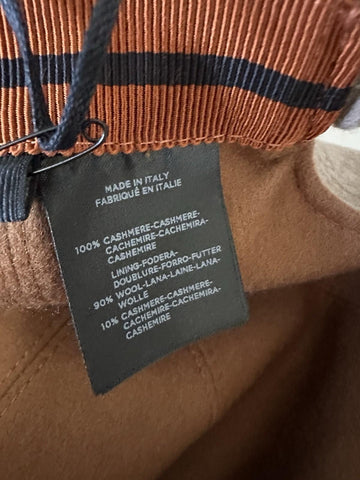 MADE IN ITALY
FABRIQUÉ EN ITALIE
100% CASHMERE-CASHMERE-
CACHEMIRE-CACHEMIRA-
CASHEMIRE
LINING-FODERA-
DOUBLURE-FORRO-FUTTER
90% WOOL-LANA-LAINE-LANA-
WOLLE
10% CASHMERE-CASHMERE,
CACHEMIRE-CACHEMIRA-
CASHEMIRE